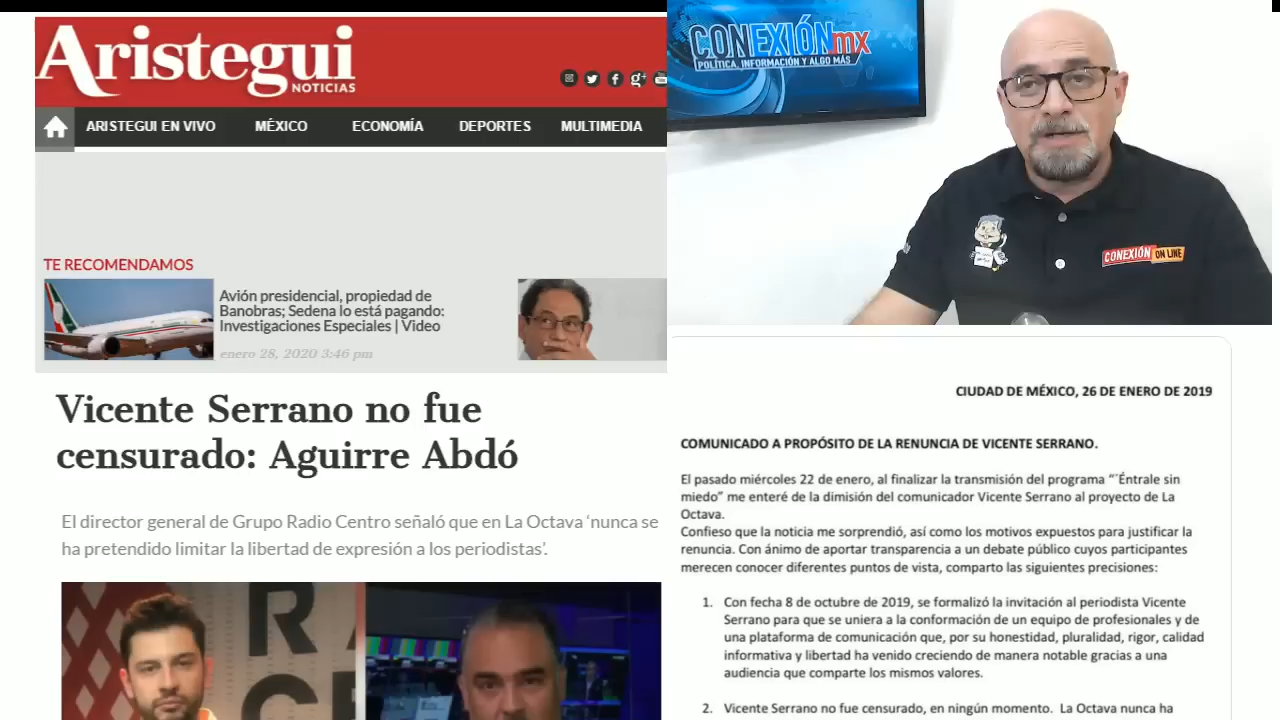 Aristegui
NOTICIAS
ARISTEGUI EN VIVO
MÉXICO
ECONOMÍA
DEPORTES
MULTIMEDIA
TE RECOMENDAMOS
Avión presidencial, propiedad de
Banobras; Sedena lo está pagando:
Investigaciones Especiales | Video
enero 28, 2020 3:46 pm
Vicente Serrano no fue
censurado: Aguirre Abdó
El director general de Grupo Radio Centro señaló que en La Octava ‘nunca se
ha pretendido limitar la libertad de expresión a los periodistas’.
CONEXIÓNmx
POLÍTICA, INFORMACIÓN Y ALGO MÁS
CONEXIÓN ON LINE
CIUDAD DE MÉXICO, 26 DE ENERO DE 2019
COMUNICADO A PROPÓSITO DE LA RENUNCIA DE VICENTE SERRANO.
El pasado miércoles 22 de enero, al finalizar la transmisión del programa “´Éntrale sin
miedo” me enteré de la dimisión del comunicador Vicente Serrano al proyecto de La
Octava.
Confieso que la noticia me sorprendió, así como los motivos expuestos para justificar la
renuncia. Con ánimo de aportar transparencia a un debate público cuyos participantes
merecen conocer diferentes puntos de vista, comparto las siguientes precisiones:
1. Con fecha 8 de octubre de 2019, se formalizó la invitación al periodista Vicente
Serrano para que se uniera a la conformación de un equipo de profesionales y de
una plataforma de comunicación que, por su honestidad, pluralidad, rigor, calidad
informativa y libertad ha venido creciendo de manera notable gracias a una
audiencia que comparte los mismos valores.
2. Vicente Serrano no fue censurado, en ningún momento. La Octava nunca ha